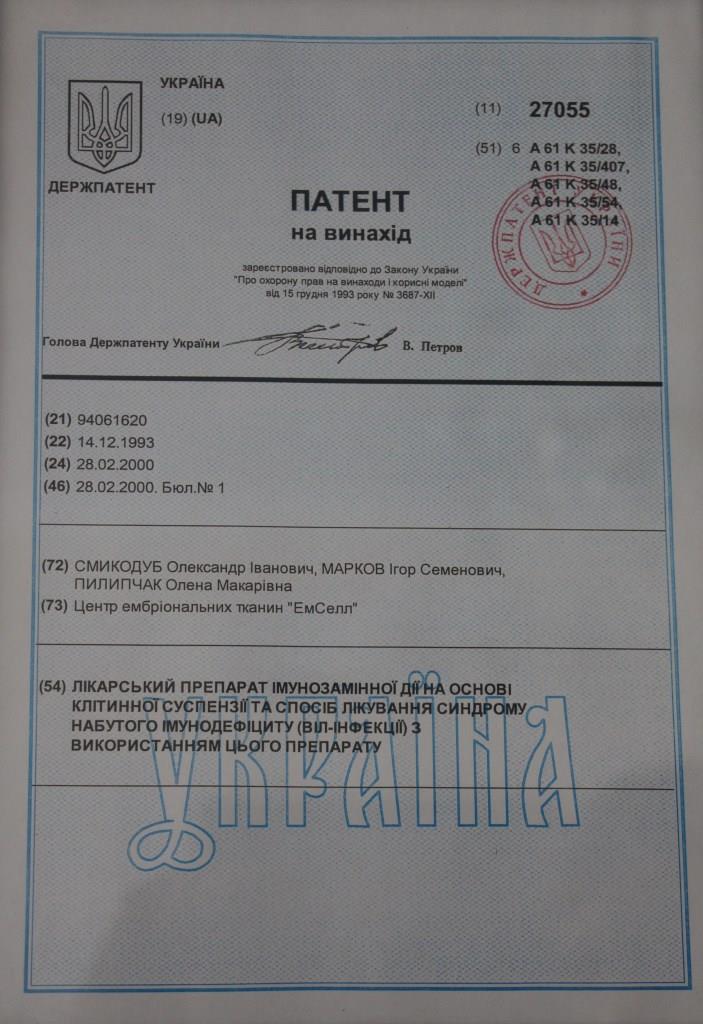 УКРАЇНА
(19) (UA)
ДЕРЖПАТЕНТ
(11) 27055
(51) 6 A 61 K 35/28,
A 61 K 35/407,
A 61 K 35/48,
A 61 K 35/54,
A 61 K 35/14
ДЕРЖПАТЕНТ УКРАЇНИ
ПАТЕНТ
на винахід
зареєстровано відповідно до Закону України
"Про охорону прав на винаходи і корисні моделі"
від 15 грудня 1993 року № 3687-XII
Голова Держпатенту України В. Петров
(21) 94061620
(22) 14.12.1993
(24) 28.02.2000
(46) 28.02.2000. Бюл.№ 1
(72) СМИКОДУБ Олександр Іванович, МАРКОВ Ігор Семенович,
ПИЛИПЧАК Олена Макарівна
(73) Центр ембріональних тканин "ЕмСелл"
(54) ЛІКАРСЬКИЙ ПРЕПАРАТ ІМУНОЗАМІННОЇ ДІЇ НА ОСНОВІ
КЛІТИННОЇ СУСПЕНЗІЇ ТА СПОСІБ ЛІКУВАННЯ СИНДРОМУ
НАБУТОГО ІМУНОДЕФІЦИТУ (ВІЛ-ІНФЕКЦІЇ) З
ВИКОРИСТАННЯМ ЦЬОГО ПРЕПАРАТУ
УКРАЇНА